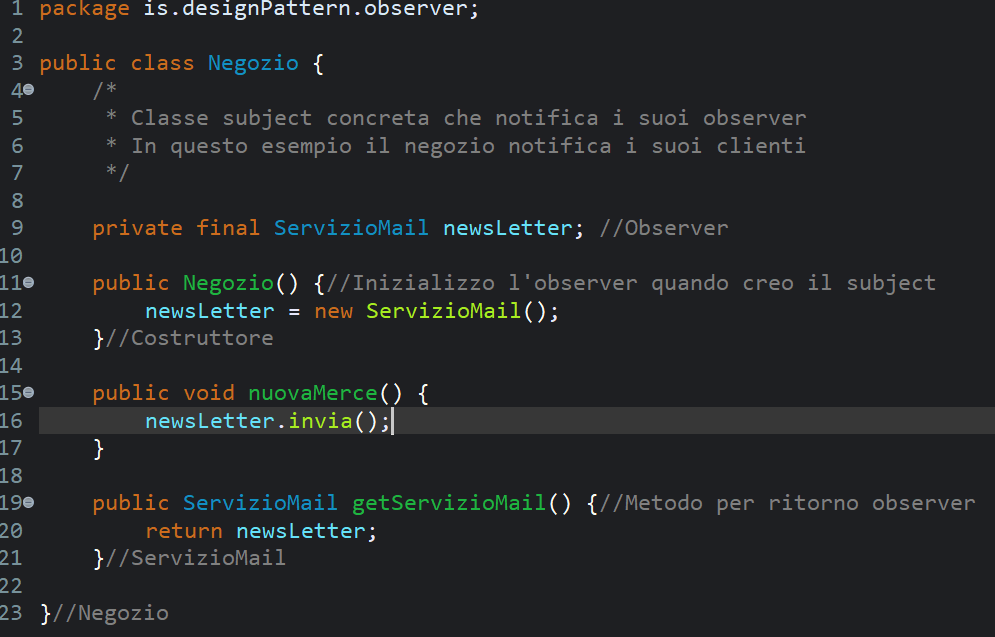 1 package is.designPattern.observer;
2
3 public class Negozio {
4 /*
5 * Classe subject concreta che notifica i suoi observer
6 * In questo esempio il negozio notifica i suoi clienti
7 */
8
9 private final ServizioMail newsLetter; //Observer
10
11 public Negozio() {//Inizializzo l'observer quando creo il subject
12 newsLetter = new ServizioMail();
13 }//Costruttore
14
15 public void nuovaMerce() {
16 newsLetter.invia();
17 }
18
19 public ServizioMail getServizioMail() {//Metodo per ritorno observer
20 return newsLetter;
21 }//ServizioMail
22
23 }//Negozio